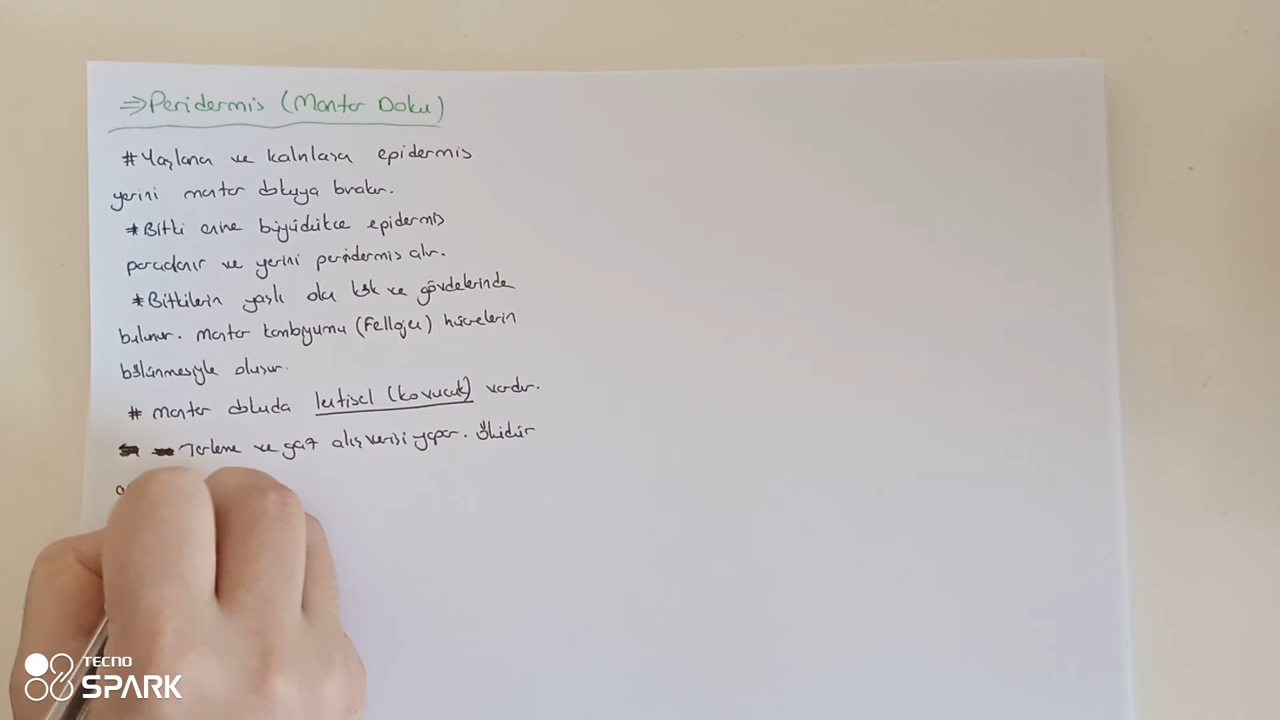 ⇒ Peridermis (Mantar Doku)
# Yaşlanan ve kalınlaşan epidermis
yerini mantar dokuya bırakır.
* Bitki enine büyüdükce epidermis
parçalanır ve yerini peridermis alır.
* Bitkilerin yaşlı olan kök ve gövdelerinde
bulunur. Mantar kambiyumu (Fellojen) hücrelerin
bölünmesiyle oluşur.
# Mantar dokuda lentisel (kovucuk) vardır.
Terleme ve gaz alışverişi yapar. Ölüdür
TECNO
SPARK